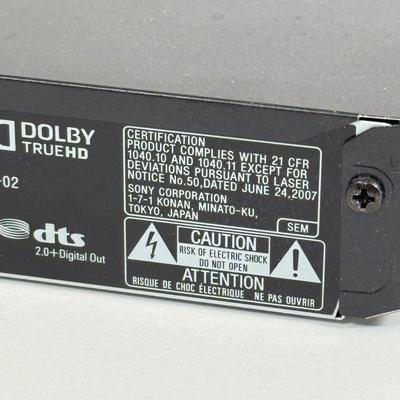 DOLBY
TRUEHD
-02
dts
2.0+Digital Out
CERTIFICATION
PRODUCT COMPLIES WITH 21 CFR
1040.10 AND 1040.11 EXCEPT FOR
DEVIATIONS PURSUANT TO LASER
NOTICE No.50,DATED JUNE 24,2007
SONY CORPORATION
1-7-1 KONAN, MINATO-KU,
TOKYO, JAPAN
SEM
CAUTION
RISK OF ELECTRIC SHOCK
DO NOT OPEN
ATTENTION
RISQUE DE CHOC ÉLECTRIQUE NE PAS OUVRIR